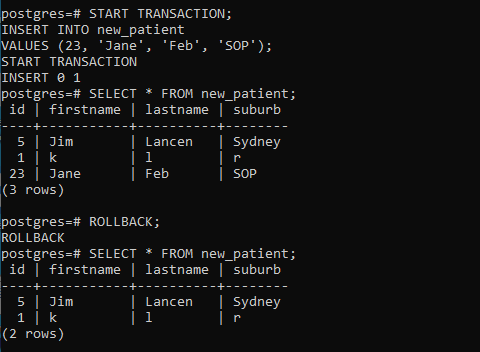 postgres=# START TRANSACTION;
INSERT INTO new_patient
VALUES (23, 'Jane', 'Feb', 'SOP');
START TRANSACTION
INSERT 0 1
postgres=# SELECT * FROM new_patient;
 id | firstname | lastname | suburb
----+-----------+----------+--------
  5 | Jim       | Lancen   | Sydney
  1 | k         | l        | r
 23 | Jane      | Feb      | SOP
(3 rows)

postgres=# ROLLBACK;
ROLLBACK
postgres=# SELECT * FROM new_patient;
 id | firstname | lastname | suburb
----+-----------+----------+--------
  5 | Jim       | Lancen   | Sydney
  1 | k         | l        | r
(2 rows)